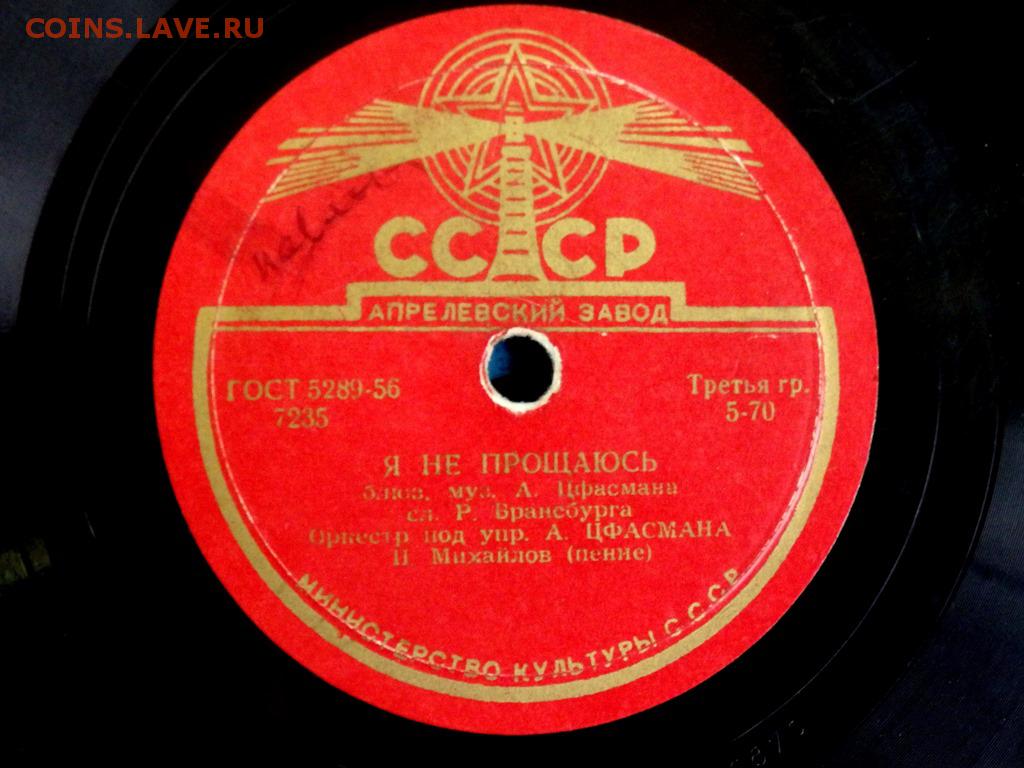 COINS.LAVE.RU
СССР
АПРЕЛЕВСКИЙ ЗАВОД
ГОСТ 5289-56
7235
Третья гр.
5-70
Я НЕ ПРОЩАЮСЬ
блюз, муз. А. Цфасмана
сл. Р. Брансбурга
Оркестр под упр. А. ЦФАСМАНА
П Михайлов (пение)
МИНИСТЕРСТВО КУЛЬТУРЫ СССР